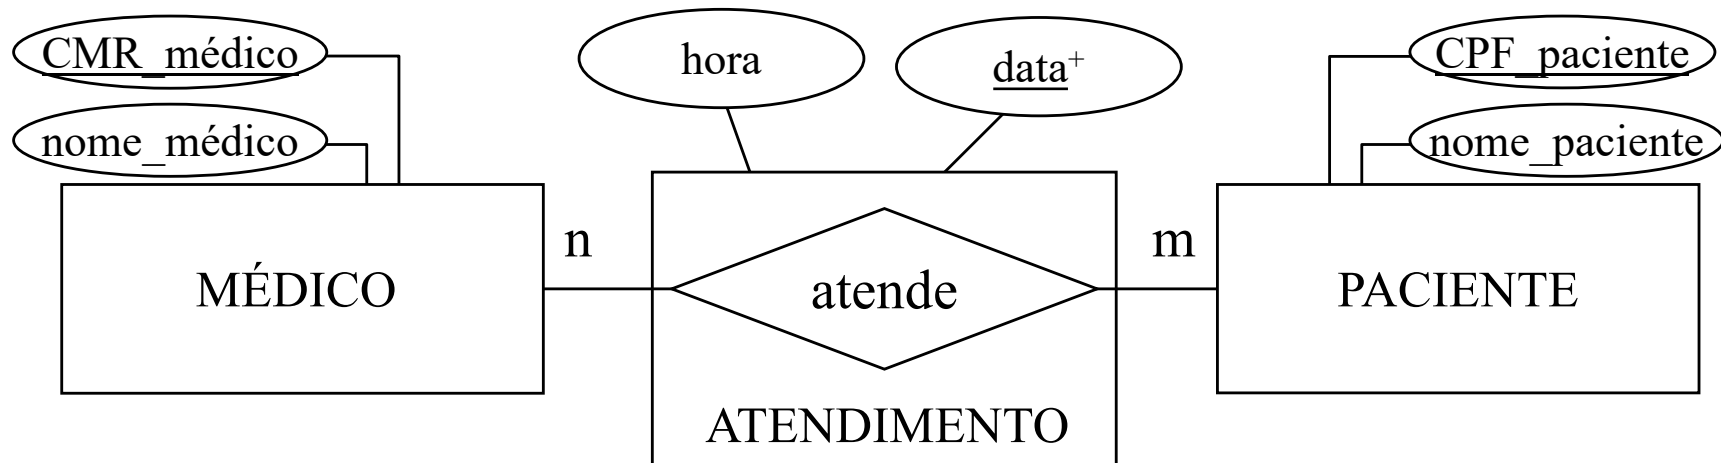 CMR_médico
hora
data+
CPF_paciente
nome_médico
nome_paciente
n
m
MÉDICO
atende
PACIENTE
ATENDIMENTO